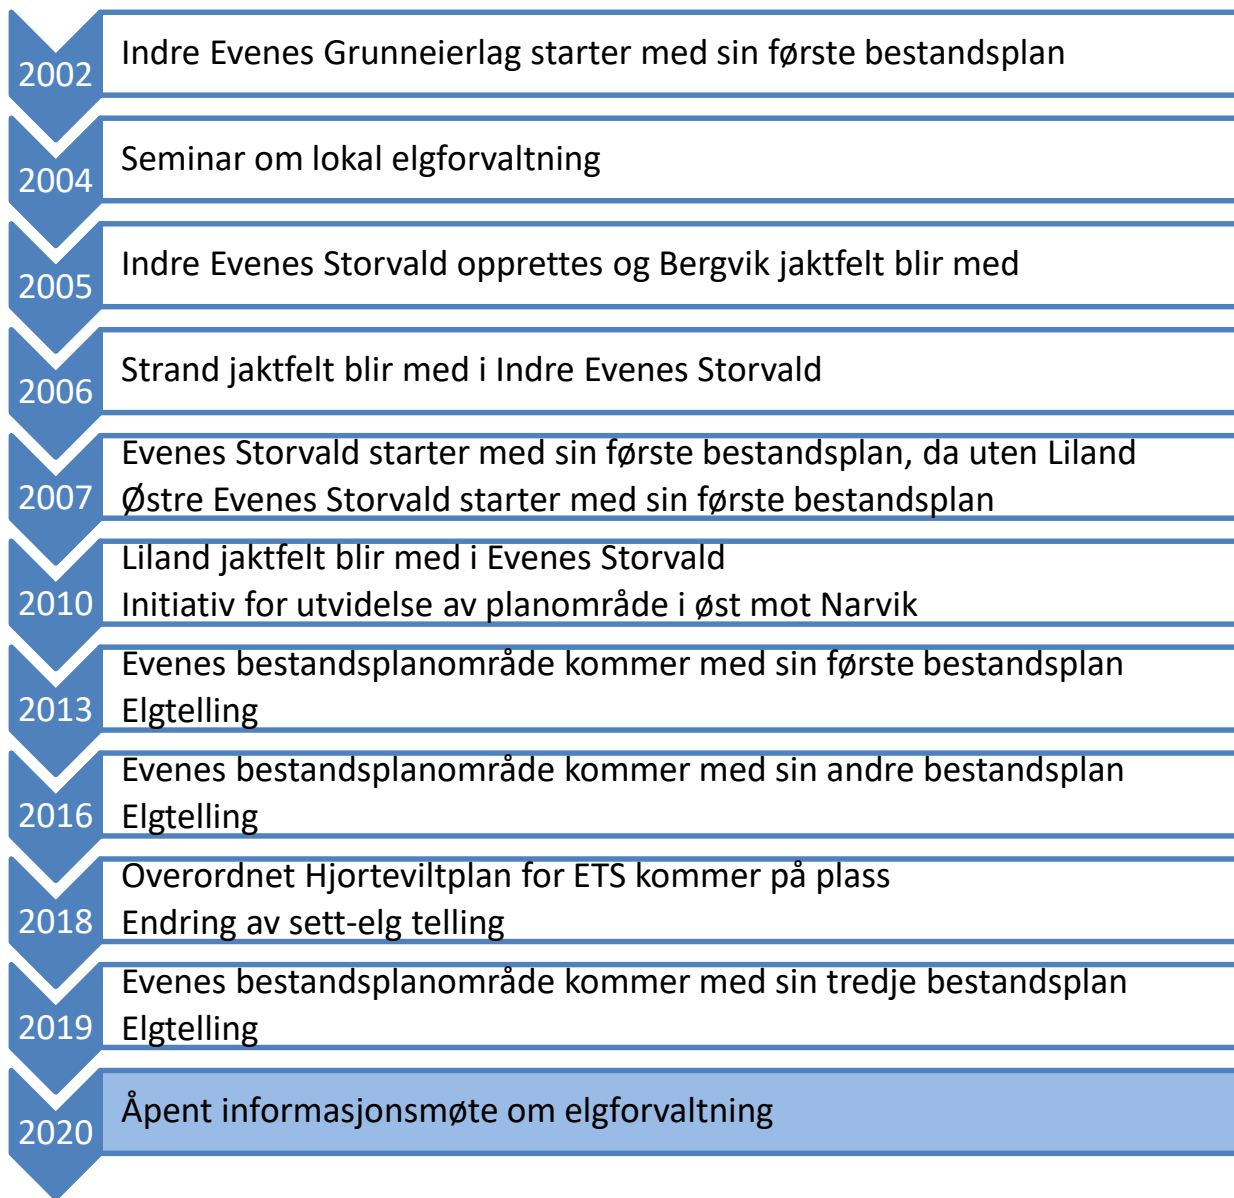 2002
Indre Evenes Grunneierlag starter med sin første bestandsplan
2004
Seminar om lokal elgforvaltning
2005
Indre Evenes Storvald opprettes og Bergvik jaktfelt blir med
2006
Strand jaktfelt blir med i Indre Evenes Storvald
2007
Evenes Storvald starter med sin første bestandsplan, da uten Liland
Østre Evenes Storvald starter med sin første bestandsplan
2010
Liland jaktfelt blir med i Evenes Storvald
Initiativ for utvidelse av planområde i øst mot Narvik
2013
Evenes bestandsplanområde kommer med sin første bestandsplan
Elgtelling
2016
Evenes bestandsplanområde kommer med sin andre bestandsplan
Elgtelling
2018
Overordnet Hjorteviltplan for ETS kommer på plass
Endring av sett-elg telling
2019
Evenes bestandsplanområde kommer med sin tredje bestandsplan
Elgtelling
2020
Åpent informasjonsmøte om elgforvaltning